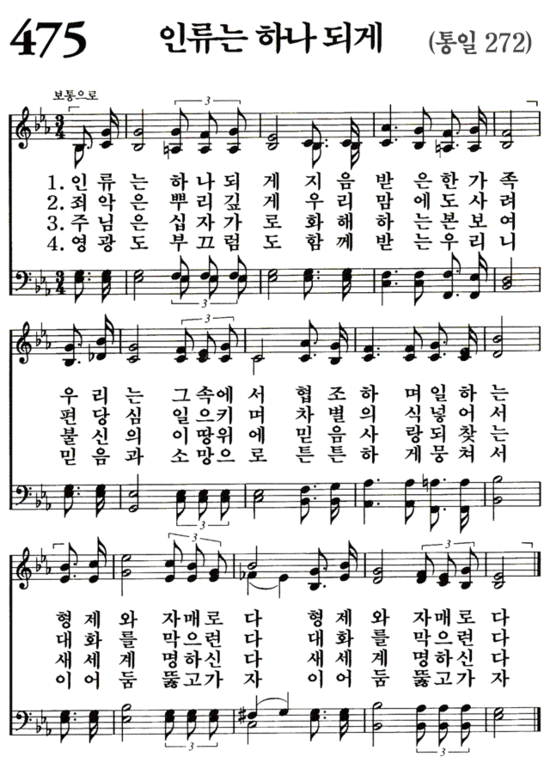 475 인류는 하나 되게 (통일 272)
보통으로
3
1. 인 류 는 하 나 되 게 지 음 받 은 한 가 족
2. 죄 악 은 뿌 리 깊 게 우 리 맘 에 도 사 려
3. 주 님 은 십 자 가 로 화 해 하 는 본 보 여
4. 영 광 도 부 끄 럼 도 함 께 받 는 우 리 니
3
3
우 리 는 그 속 에 서 협 조 하 며 일 하 는
편 당 심 일 으 키 며 차 별 의 식 넣 어 서
불 신 의 이 땅 위 에 믿 음 사 랑 되 찾 는
믿 음 과 소 망 으 로 튼 튼 하 게 뭉 쳐 서
3
3 3
형 제 와 자 매 로 다 형 제 와 자 매 로 다
대 화 를 막 으 련 다 대 화 를 막 으 련 다
새 세 계 명 하 신 다 새 세 계 명 하 신 다
이 어 둠 뚫 고 가 자 이 어 둠 뚫 고 가 자
3